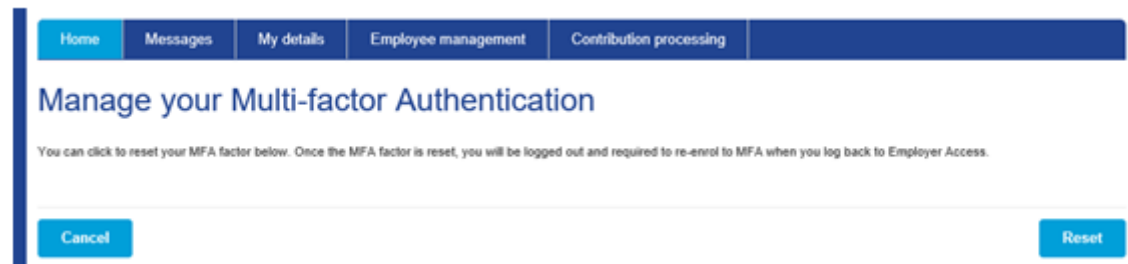 Home Messages My details Employee management Contribution processing
Manage your Multi-factor Authentication
You can click to reset your MFA factor below. Once the MFA factor is reset, you will be logged out and required to re-enrol to MFA when you log back to Employer Access.
Cancel Reset